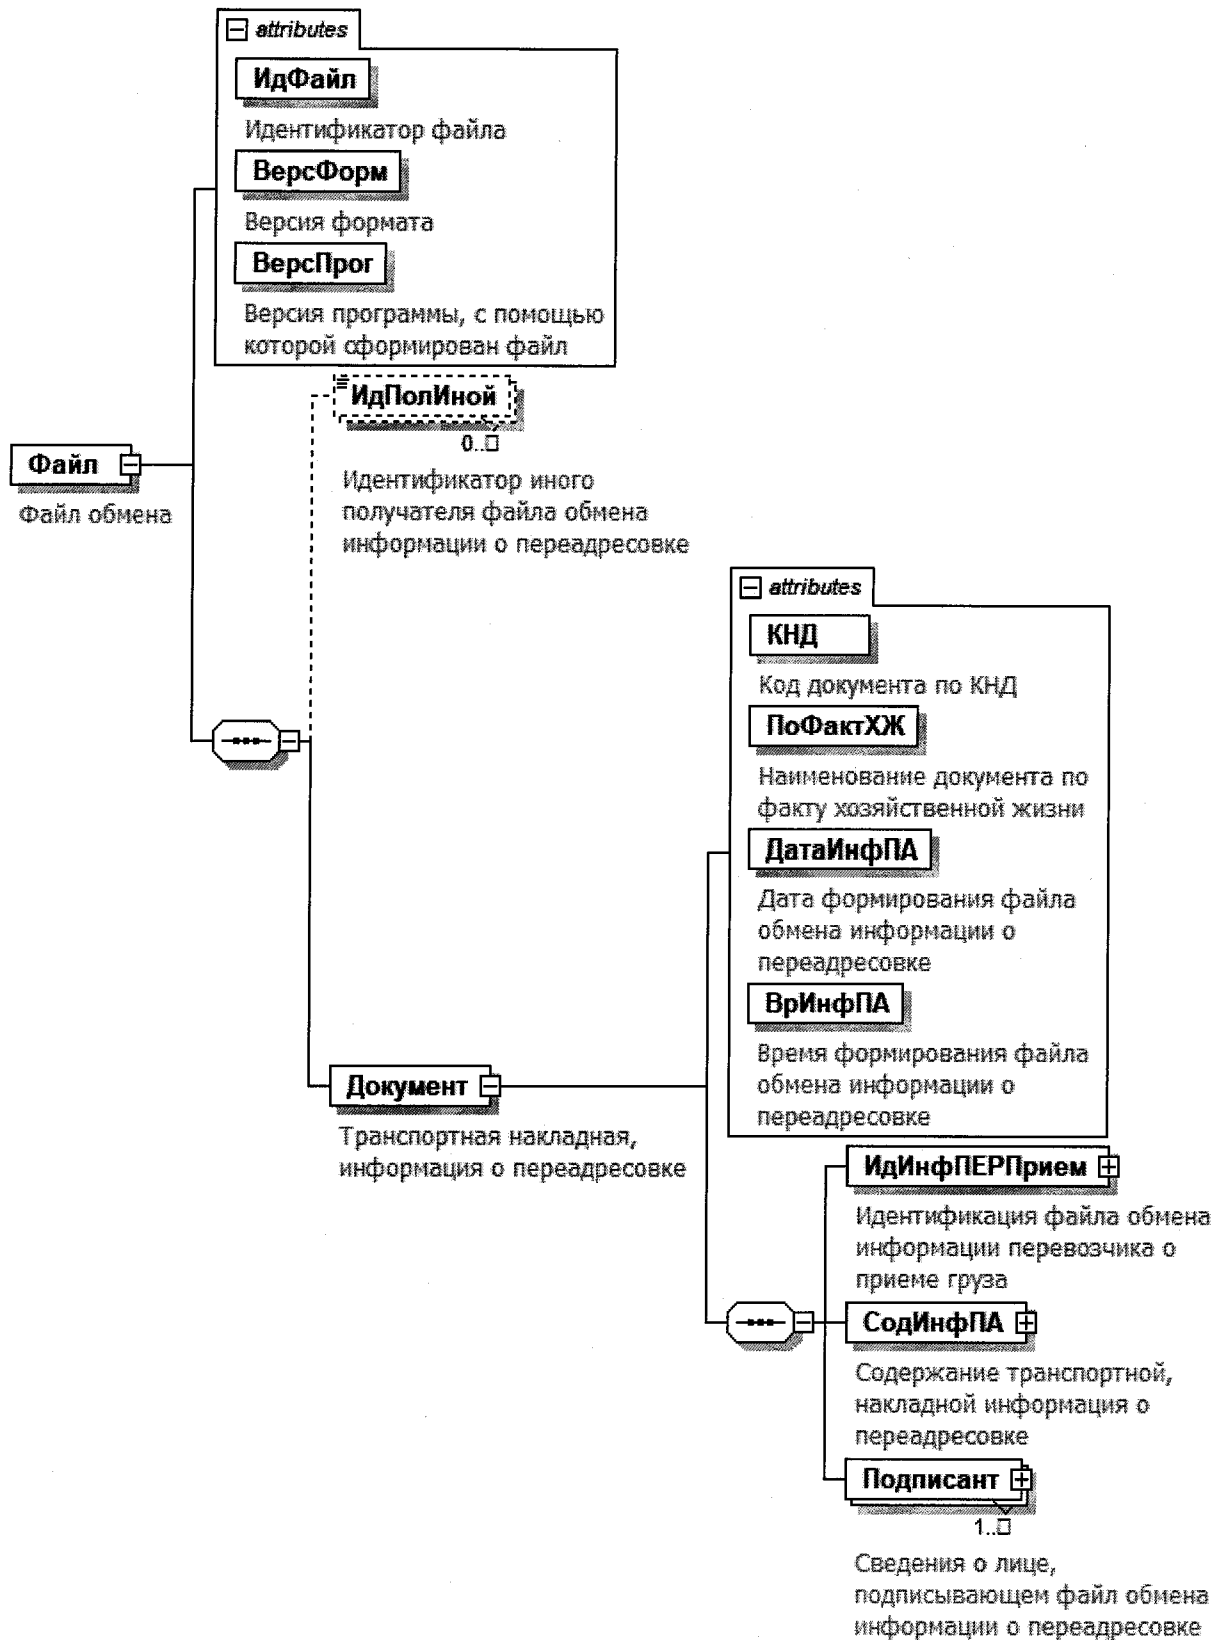 attributes
ИдФайл
Идентификатор файла
ВерсФорм
Версия формата
ВерсПрог
Версия программы, с помощью
которой сформирован файл
ИдПолИной
0..
Идентификатор иного
получателя файла обмена
информации о переадресовке
Файл
Файл обмена
attributes
КНД
Код документа по КНД
ПоФактХЖ
Наименование документа по
факту хозяйственной жизни
ДатаИнфПА
Дата формирования файла
обмена информации о
переадресовке
ВрИнфПА
Время формирования файла
обмена информации о
переадресовке
Документ
Транспортная накладная,
информация о переадресовке
ИдИнфПЕРПрием
Идентификация файла обмена
информации перевозчика о
приеме груза
СодИнфПА
Содержание транспортной,
накладной информация о
переадресовке
Подписант
1..
Сведения о лице,
подписывающем файл обмена
информации о переадресовке